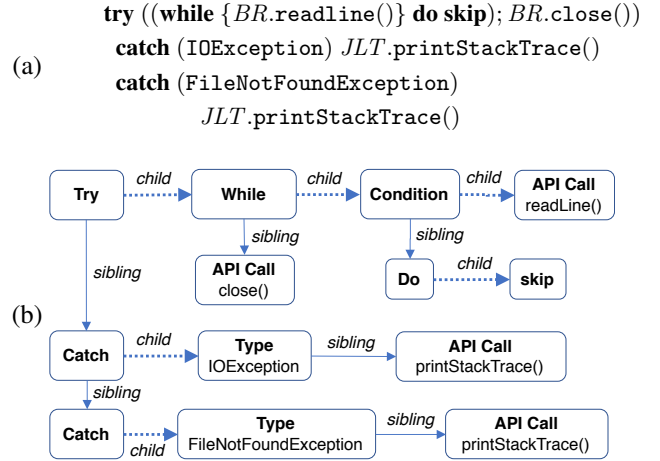 try ((while {BR.readline()} do skip); BR.close())
catch (IOException) JLT.printStackTrace()
(a)
catch (FileNotFoundException)
JLT.printStackTrace()
child child child
Try While Condition API Call
readLine()
sibling sibling sibling
API Call
close()
Do child skip
(b)
Catch child Type
IOException
sibling API Call
printStackTrace()
sibling
Catch child Type
FileNotFoundException
sibling API Call
printStackTrace()